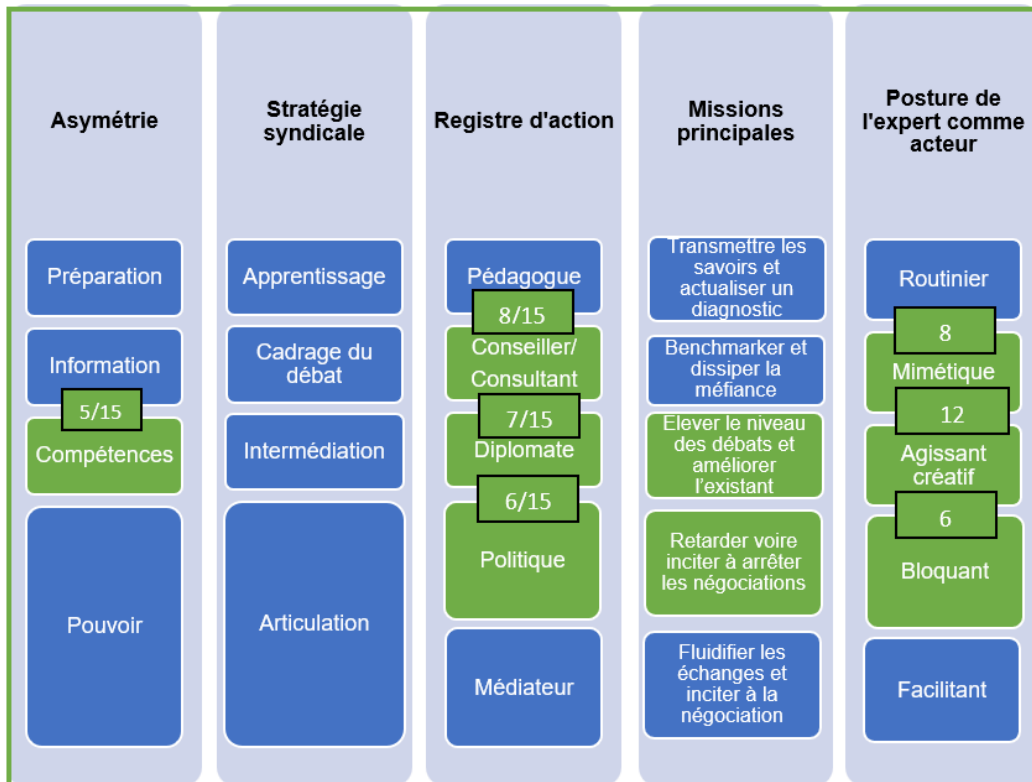 Asymétrie
Préparation
Information
5/15
Compétences
Pouvoir
Stratégie
syndicale
Apprentissage
Cadrage du
débat
Intermédiation
Articulation
Registre d'action
Pédagogue
8/15
Conseiller/
Consultant
7/15
Diplomate
6/15
Politique
Médiateur
Missions
principales
Transmettre les
savoirs et
actualiser un
diagnostic
Benchmarker et
dissiper la
méfiance
Elever le niveau
des débats et
améliorer
l’existant
Retarder voire
inciter à arrêter
les négociations
Fluidifier les
échanges et
inciter à la
négociation
Posture de
l'expert comme
acteur
Routinier
8
Mimétique
12
Agissant
créatif
6
Bloquant
Facilitant